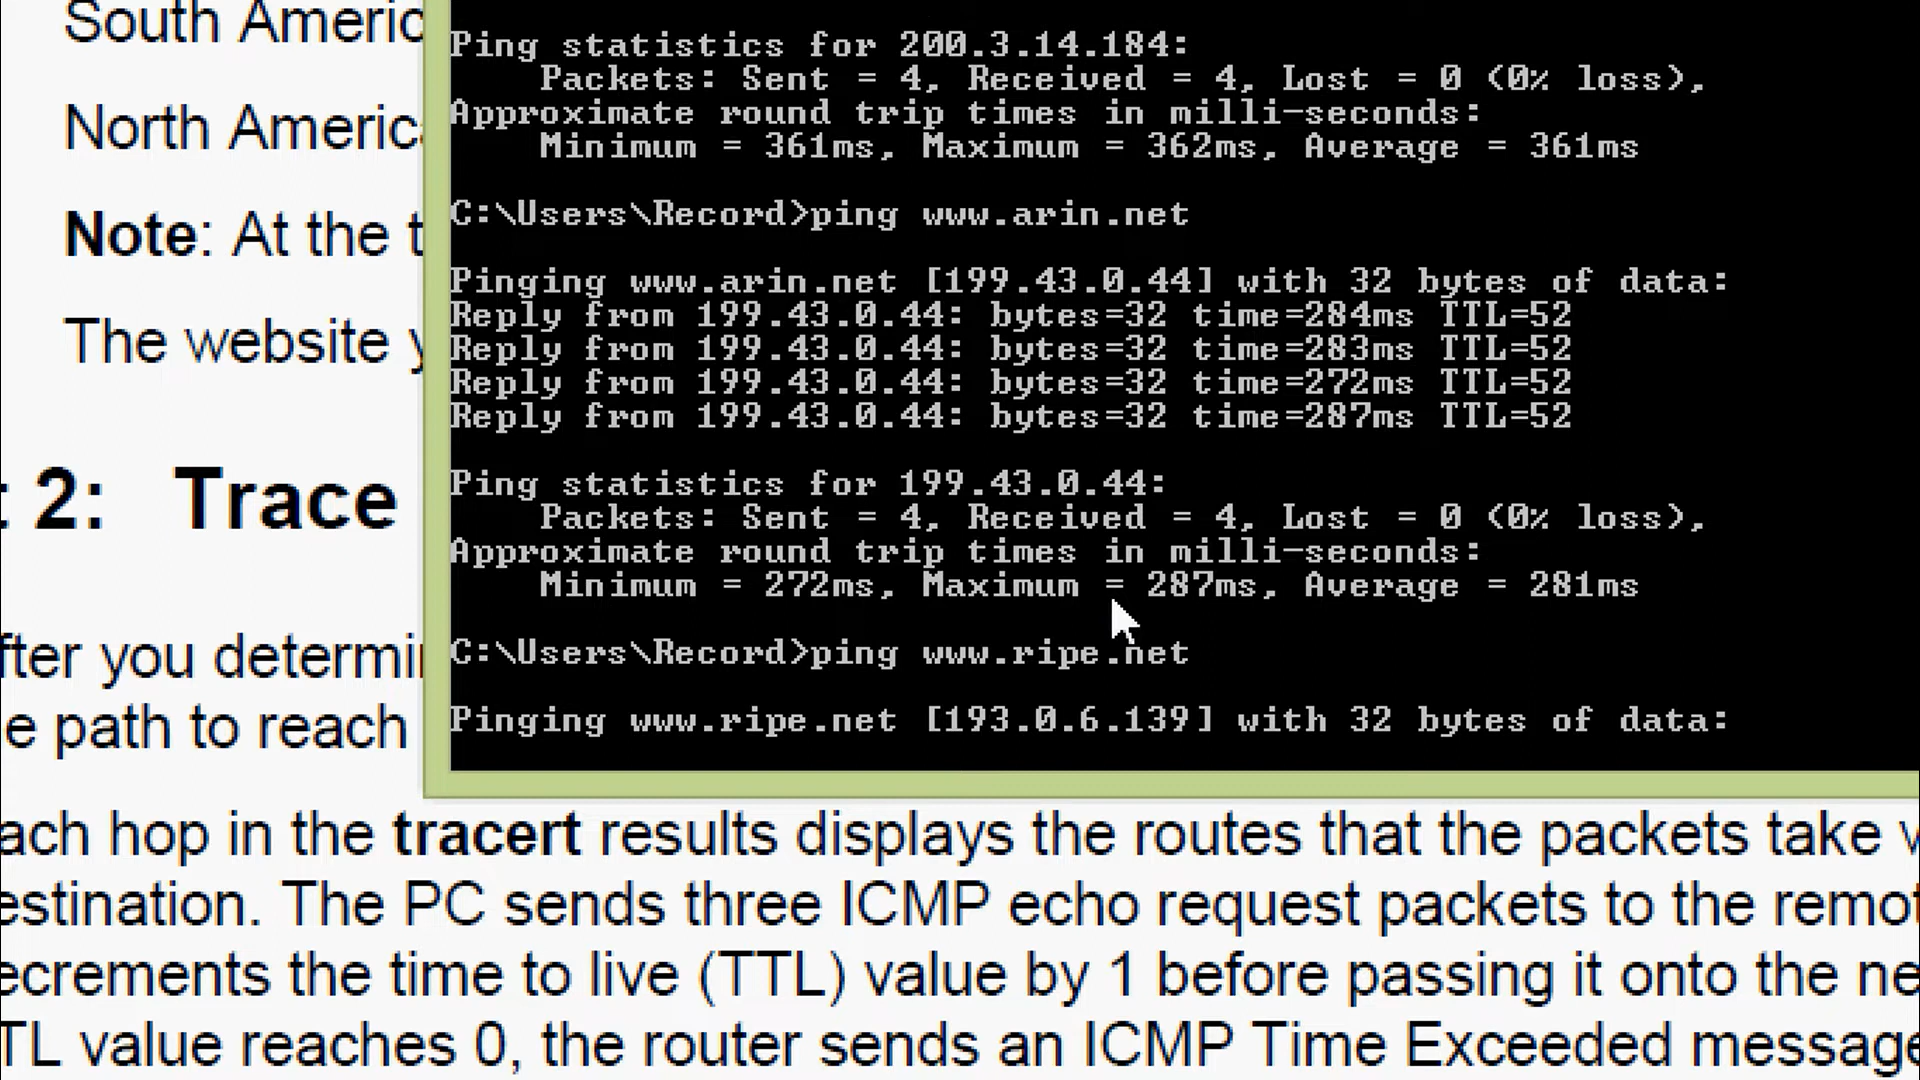 South Americ
Ping statistics for 200.3.14.184:
Packets: Sent = 4, Received = 4, Lost = 0 (0% loss),
North Americ
Approximate round trip times in milli-seconds:
Minimum = 361ms, Maximum = 362ms, Average = 361ms
C:\Users\Record>ping www.arin.net
Note: At the t
Pinging www.arin.net [199.43.0.44] with 32 bytes of data:
Reply from 199.43.0.44: bytes=32 time=284ms TTL=52
The website y
Reply from 199.43.0.44: bytes=32 time=283ms TTL=52
Reply from 199.43.0.44: bytes=32 time=272ms TTL=52
Reply from 199.43.0.44: bytes=32 time=287ms TTL=52
t 2: Trace
Ping statistics for 199.43.0.44:
Packets: Sent = 4, Received = 4, Lost = 0 (0% loss),
Approximate round trip times in milli-seconds:
Minimum = 272ms, Maximum = 287ms, Average = 281ms
fter you determi
C:\Users\Record>ping www.ripe.net
e path to reach
Pinging www.ripe.net [193.0.6.139] with 32 bytes of data:
ach hop in the tracert results displays the routes that the packets take
estination. The PC sends three ICMP echo request packets to the remo
ecrements the time to live (TTL) value by 1 before passing it onto the ne
TL value reaches 0, the router sends an ICMP Time Exceeded message